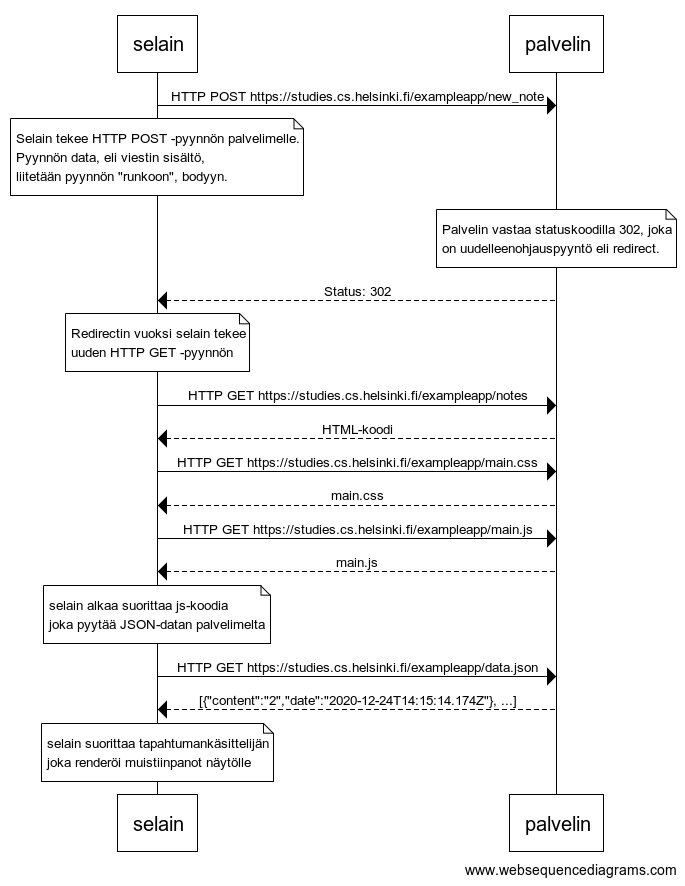 selain
palvelin
HTTP POST https://studies.cs.helsinki.fi/exampleapp/new_note
Selain tekee HTTP POST -pyynnön palvelimelle.
Pyynnön data, eli viestin sisältö,
liitetään pyynnön "runkoon", bodyyn.
Palvelin vastaa statuskoodilla 302, joka
on uudelleenohjauspyyntö eli redirect.
Status: 302
Redirectin vuoksi selain tekee
uuden HTTP GET -pyynnön
HTTP GET https://studies.cs.helsinki.fi/exampleapp/notes
HTML-koodi
HTTP GET https://studies.cs.helsinki.fi/exampleapp/main.css
main.css
HTTP GET https://studies.cs.helsinki.fi/exampleapp/main.js
main.js
selain alkaa suorittaa js-koodia
joka pyytää JSON-datan palvelimelta
HTTP GET https://studies.cs.helsinki.fi/exampleapp/data.json
[{"content":"2","date":"2020-12-24T14:15:14.174Z"}, ...]
selain suorittaa tapahtumankäsittelijän
joka renderöi muistiinpanot näytölle
selain
palvelin
www.websequencediagrams.com